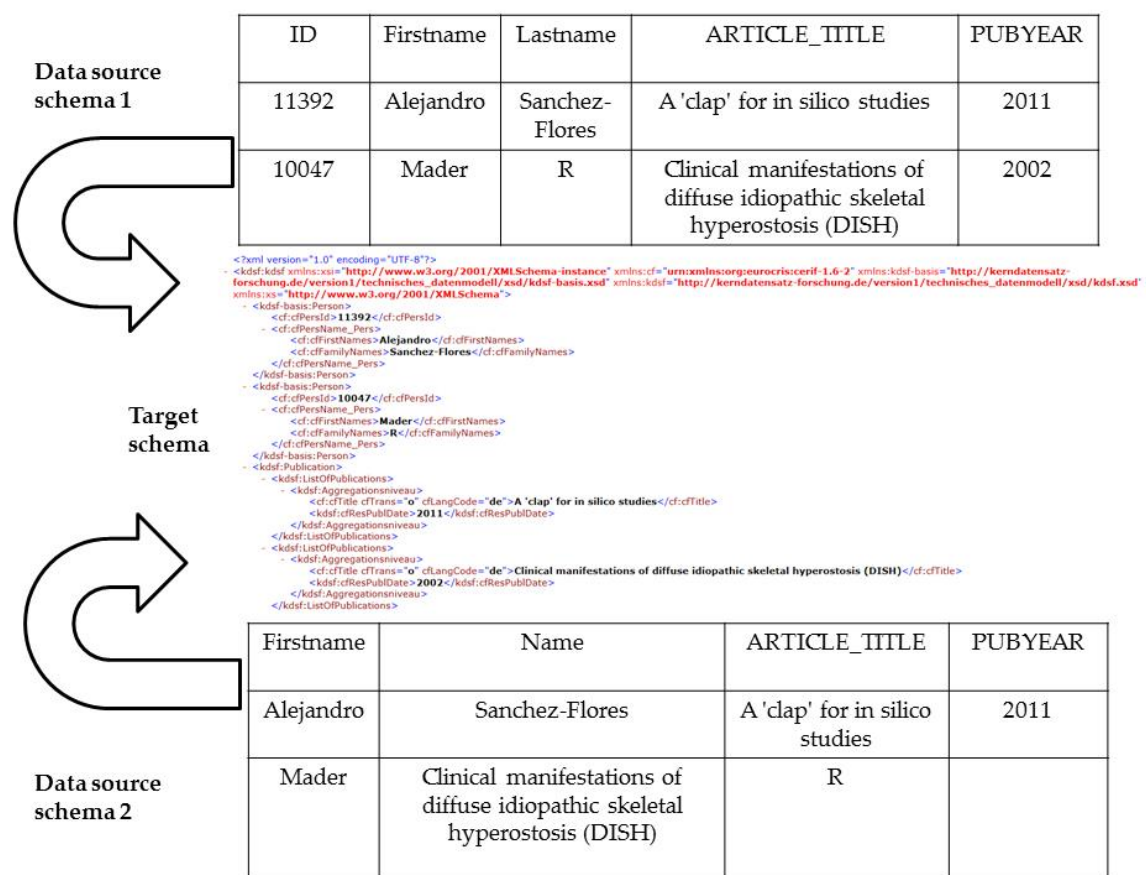 ID Firstname Lastname ARTICLE_TITLE PUBYEAR
Data source
schema 1
11392 Alejandro Sanchez-
Flores A 'clap' for in silico studies 2011
10047 Mader R Clinical manifestations of
diffuse idiopathic skeletal
hyperostosis (DISH) 2002
<?xml version="1.0" encoding="UTF-8"?>
- <kdsf:kdsf xmlns:xsi="http://www.w3.org/2001/XMLSchema-instance" xmlns:cf="urn:xmlns:org:eurocris:cerif-1.6-2" xmlns:kdsf-basis="http://kerndatensatz-
forschung.de/version1/technisches_datenmodell/xsd/kdsf-basis.xsd" xmlns:kdsf="http://kerndatensatz-forschung.de/version1/technisches_datenmodell/xsd/kdsf.xsd"
xmlns:xs="http://www.w3.org/2001/XMLSchema">
- <kdsf-basis:Person>
<cf:cfPersId>11392</cf:cfPersId>
- <cf:cfPersName_Pers>
<cf:cfFirstNames>Alejandro</cf:cfFirstNames>
<cf:cfFamilyNames>Sanchez-Flores</cf:cfFamilyNames>
</cf:cfPersName_Pers>
</kdsf-basis:Person>
- <kdsf-basis:Person>
<cf:cfPersId>10047</cf:cfPersId>
- <cf:cfPersName_Pers>
<cf:cfFirstNames>Mader</cf:cfFirstNames>
<cf:cfFamilyNames>R</cf:cfFamilyNames>
</cf:cfPersName_Pers>
</kdsf-basis:Person>
- <kdsf:Publication>
- <kdsf:ListOfPublications>
- <kdsf:Aggregationsniveau>
<cf:cfTitle cfTrans="o" cfLangCode="de">A 'clap' for in silico studies</cf:cfTitle>
<kdsf:cfResPublDate>2011</kdsf:cfResPublDate>
</kdsf:Aggregationsniveau>
</kdsf:ListOfPublications>
- <kdsf:ListOfPublications>
- <kdsf:Aggregationsniveau>
<cf:cfTitle cfTrans="o" cfLangCode="de">Clinical manifestations of diffuse idiopathic skeletal hyperostosis (DISH)</cf:cfTitle>
<kdsf:cfResPublDate>2002</kdsf:cfResPublDate>
</kdsf:Aggregationsniveau>
</kdsf:ListOfPublications>
Target
schema
Firstname Name ARTICLE_TITLE PUBYEAR
Alejandro Sanchez-Flores A 'clap' for in silico
studies 2011
Mader Clinical manifestations of
diffuse idiopathic skeletal
hyperostosis (DISH) R
Data source
schema 2